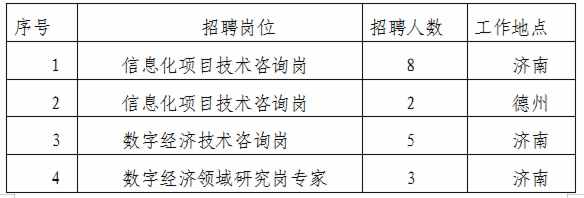 序号 招聘岗位 招聘人数 工作地点
1 信息化项目技术咨询岗 8 济南
2 信息化项目技术咨询岗 2 德州
3 数字经济技术咨询岗 5 济南
4 数字经济领域研究岗专家 3 济南